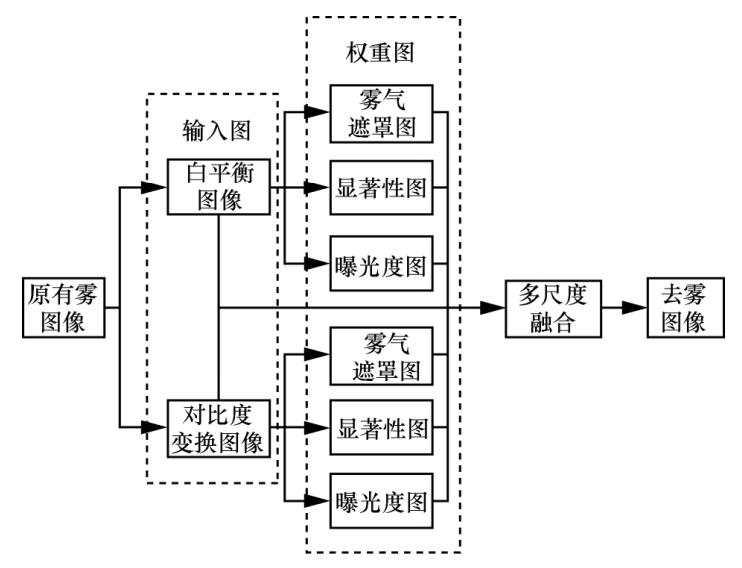 权重图
雾气
遮罩图
输入图
白平衡
图像
显著性图
曝光度图
原有雾
图像
多尺度
融合
去雾
图像
雾气
遮罩图
对比度
变换图像
显著性图
曝光度图